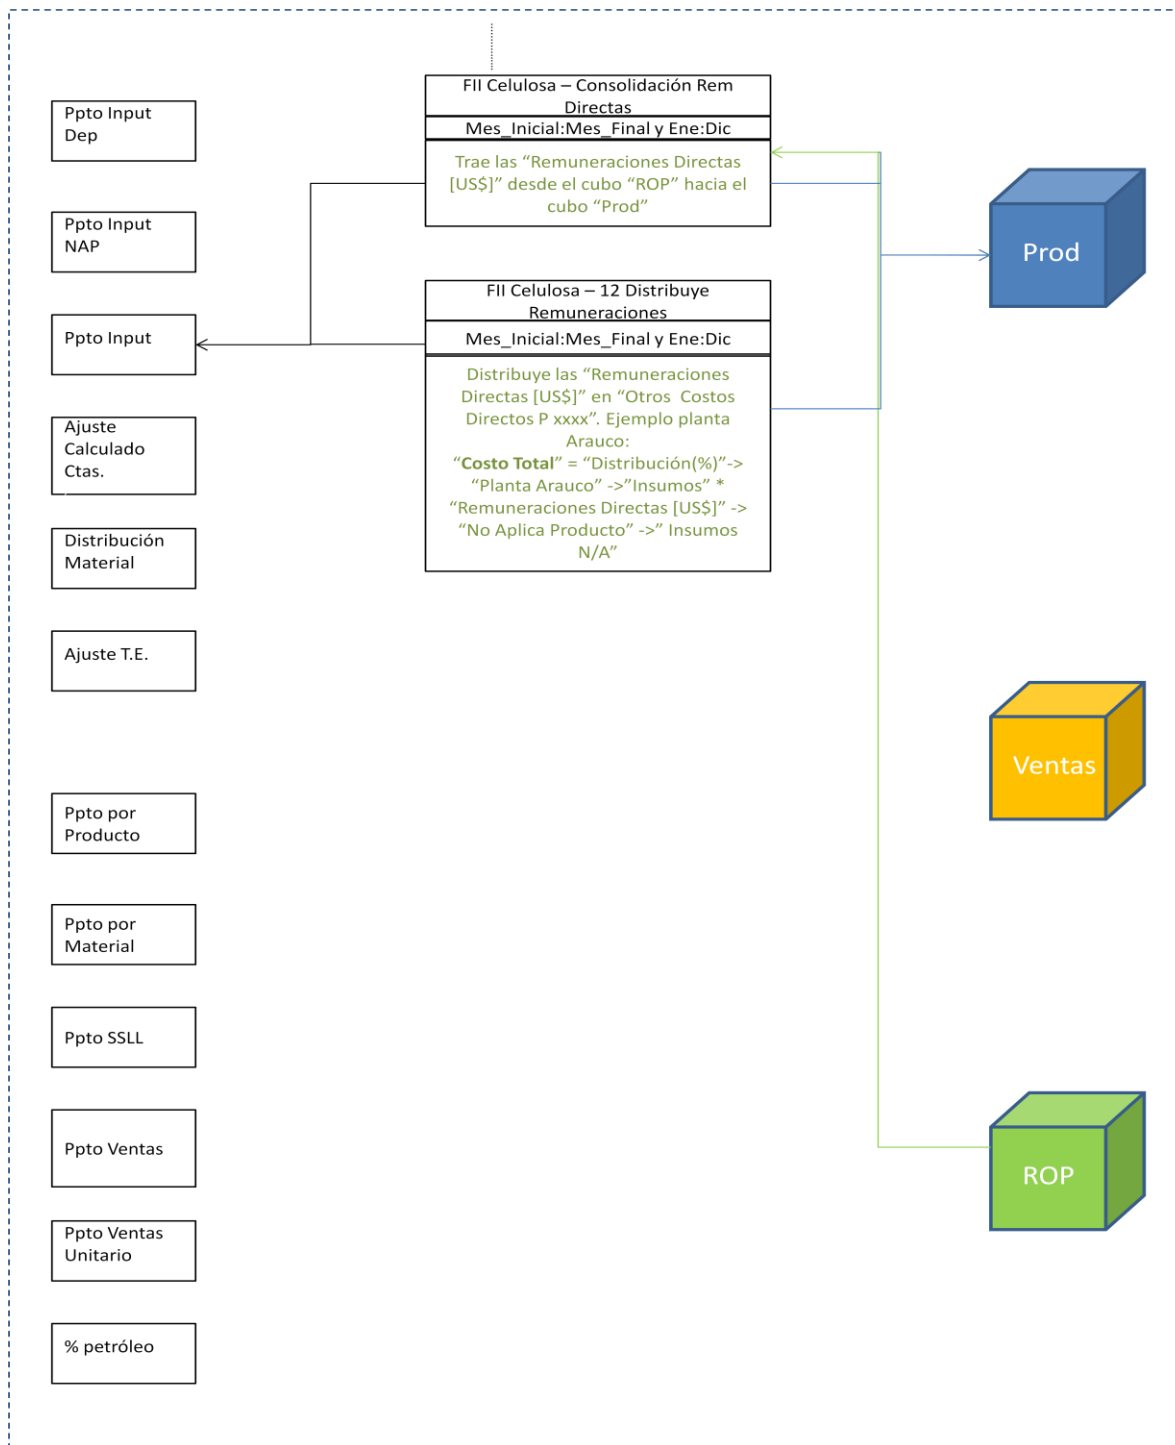 Ppto Input
Dep
Ppto Input
NAP
Ppto Input
Ajuste
Calculado
Ctas.
Distribución
Material
Ajuste T.E.
Ppto por
Producto
Ppto por
Material
Ppto SSLL
Ppto Ventas
Ppto Ventas
Unitario
% petróleo
FII Celulosa – Consolidación Rem
Directas
Mes_Inicial:Mes_Final y Ene:Dic
Trae las “Remuneraciones Directas
[US$]” desde el cubo “ROP” hacia el
cubo “Prod”
FII Celulosa – 12 Distribuye
Remuneraciones
Mes_Inicial:Mes_Final y Ene:Dic
Distribuye las “Remuneraciones
Directas [US$]” en “Otros  Costos
Directos P xxxx”. Ejemplo planta
Arauco:
“Costo Total” = “Distribución(%)”->
“Planta Arauco” ->”Insumos” *
“Remuneraciones Directas [US$]” ->
“No Aplica Producto” ->” Insumos
N/A”
Prod
Ventas
ROP